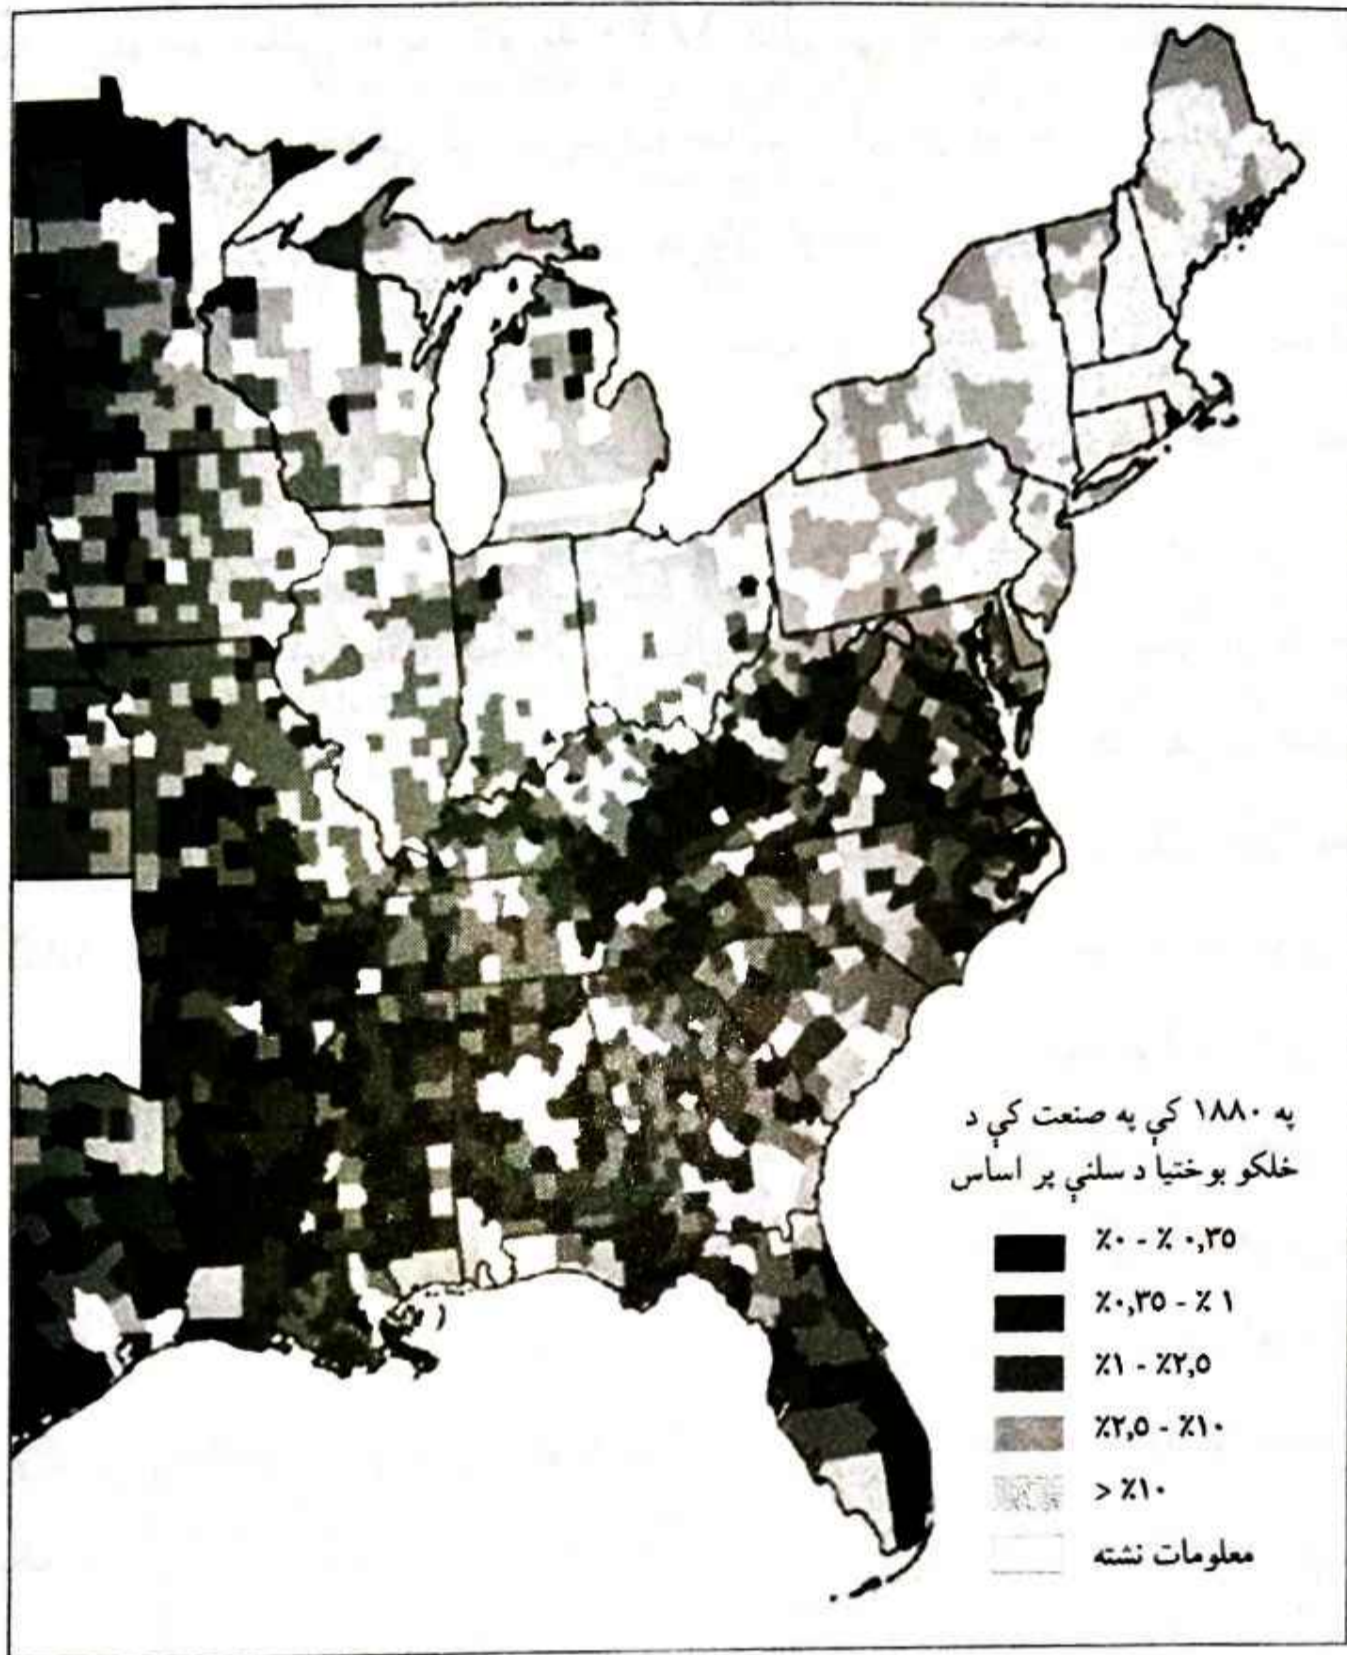 په ۱۸۸۰ کې په صنعت کې د
خلکو بوختیا د سلنې پر اساس
٪۰ - ٪ ۰,۳۵
٪۰,۳۵ - ٪ ۱
٪۱ - ٪۲,۵
٪۲,۵ - ٪۱۰
> ٪۱۰
معلومات نشته